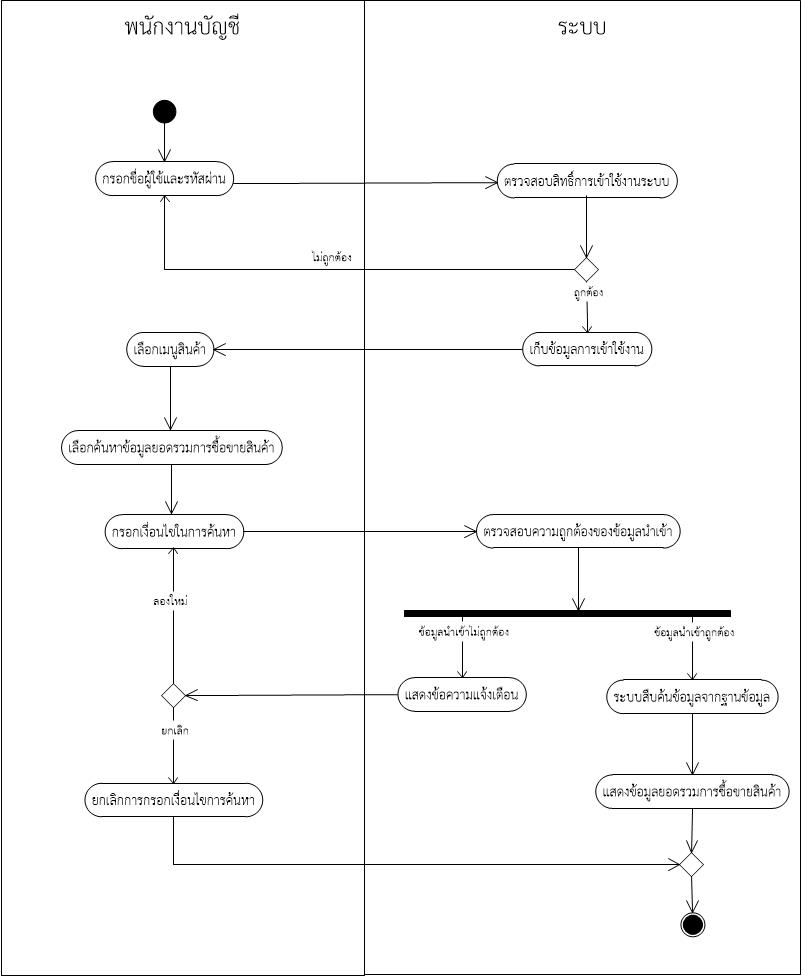 พนักงานบัญชี
ระบบ
กรอกชื่อผู้ใช้และรหัสผ่าน
ตรวจสอบสิทธิ์การเข้าใช้งานระบบ
ไม่ถูกต้อง
ถูกต้อง
เลือกเมนูสินค้า
เก็บข้อมูลการเข้าใช้งาน
เลือกค้นหาข้อมูลยอดรวมการซื้อขายสินค้า
กรอกเงื่อนไขในการค้นหา
ตรวจสอบความถูกต้องของข้อมูลนำเข้า
ลองใหม่
ข้อมูลนำเข้าไม่ถูกต้อง
ข้อมูลนำเข้าถูกต้อง
แสดงข้อความแจ้งเตือน
ระบบสืบค้นข้อมูลจากฐานข้อมูล
ยกเลิก
ยกเลิกการกรอกเงื่อนไขการค้นหา
แสดงข้อมูลยอดรวมการซื้อขายสินค้า